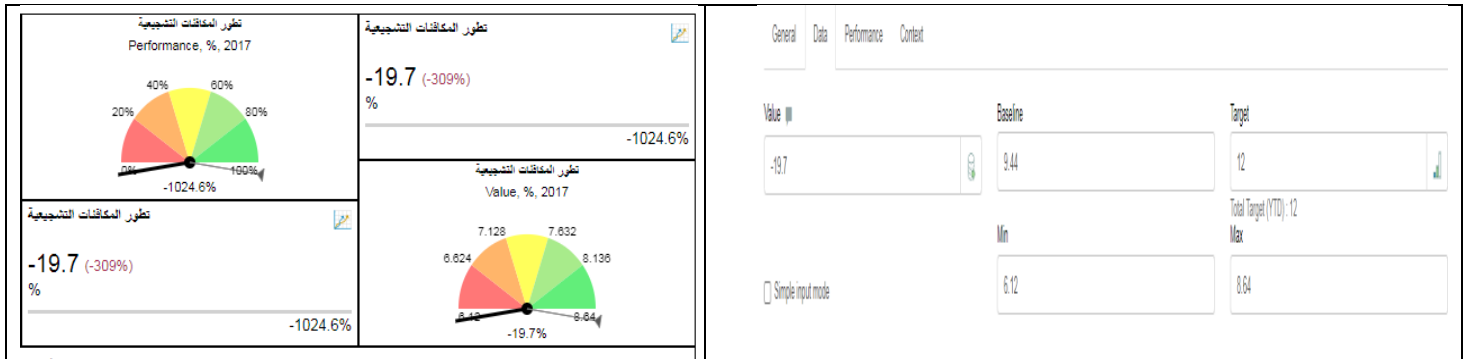 تطور المكافئات التشجيعية
Performance, %, 2017
40%
60%
20%
80%
0%
100%
-1024.6%
تطور المكافئات التشجيعية
-19.7 (-309%)
%
-1024.6%
تطور المكافئات التشجيعية
-19.7 (-309%)
%
-1024.6%
تطور المكافئات التشجيعية
Value, %, 2017
7.128
7.632
6.624
8.136
6.12
8.64
-19.7%
General Data Performance Context
Value Baseline Target
-19.7 9.44 12
Total Target (YTD) : 12
Min Max
Simple input mode 6.12 8.64